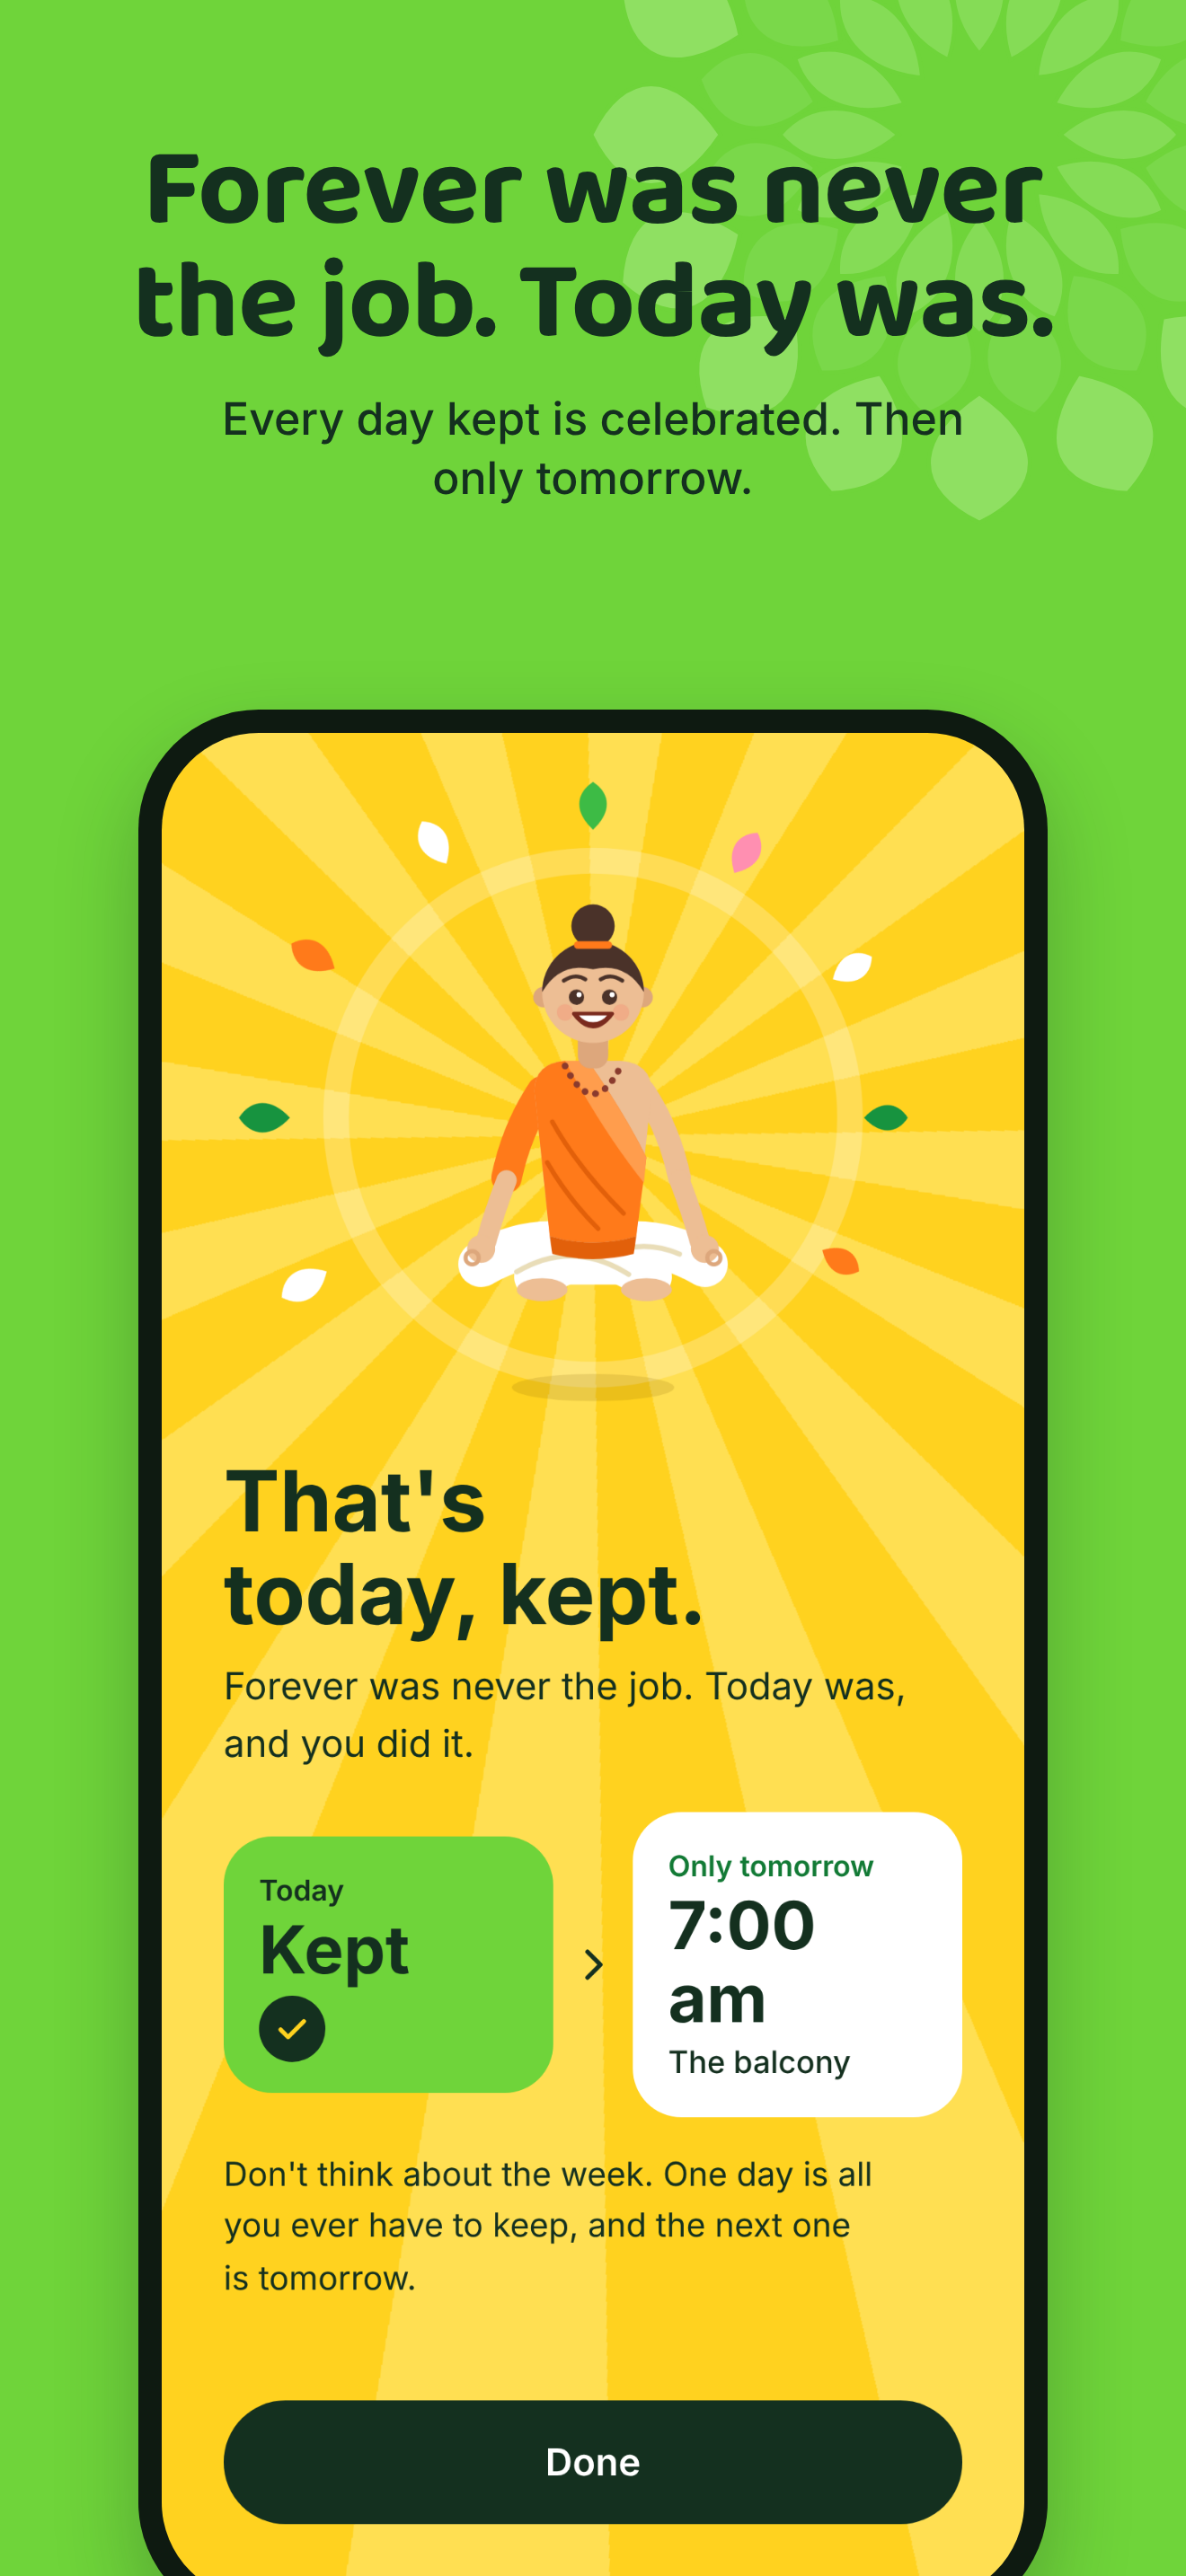 Forever was never
the job. Today was.
Every day kept is celebrated. Then
only tomorrow.
That's
today, kept.
Forever was never the job. Today was,
and you did it.
Today
Kept
Only tomorrow
7:00
am
The balcony
Don't think about the week. One day is all
you ever have to keep, and the next one
is tomorrow.
Done